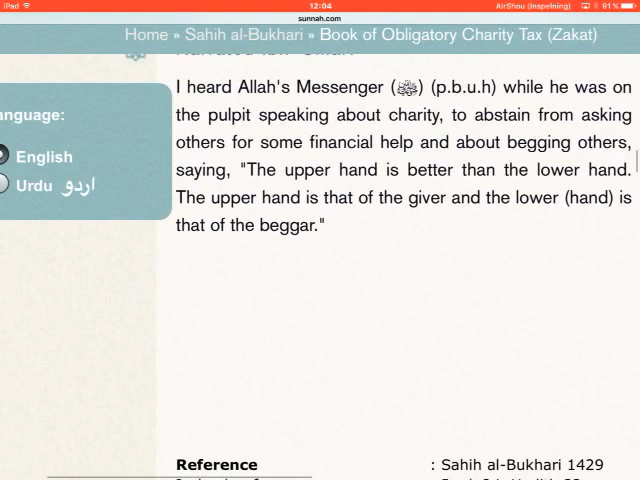 iPad 12:04 AirShou (Inspelning) 91 %
sunnah.com
Home » Sahih al-Bukhari » Book of Obligatory Charity Tax (Zakat)
I heard Allah's Messenger (ﷺ) (p.b.u.h) while he was on
the pulpit speaking about charity, to abstain from asking
others for some financial help and about begging others,
saying, "The upper hand is better than the lower hand.
The upper hand is that of the giver and the lower (hand) is
that of the beggar."
anguage:
English
Urdu اردو
Reference : Sahih al-Bukhari 1429